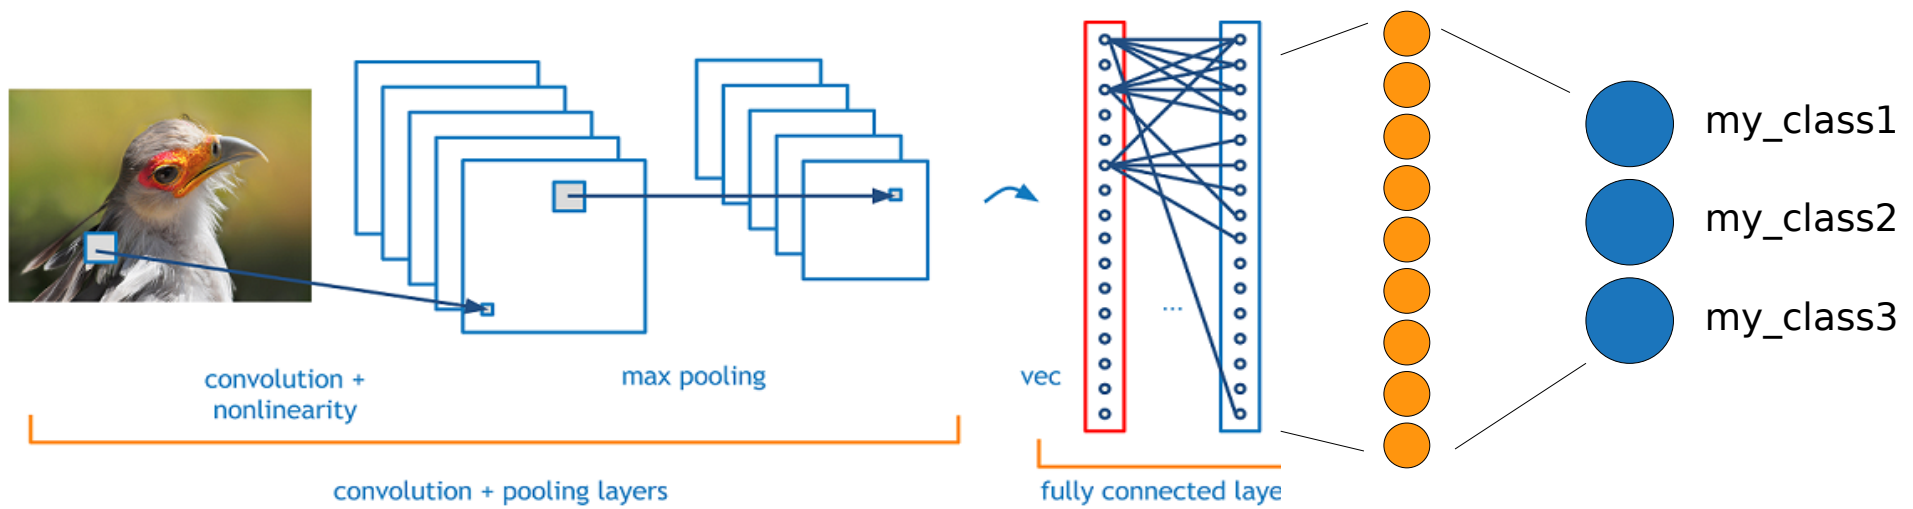 my_class1
my_class2
my_class3
...
convolution +
nonlinearity
max pooling
vec
convolution + pooling layers
fully connected laye